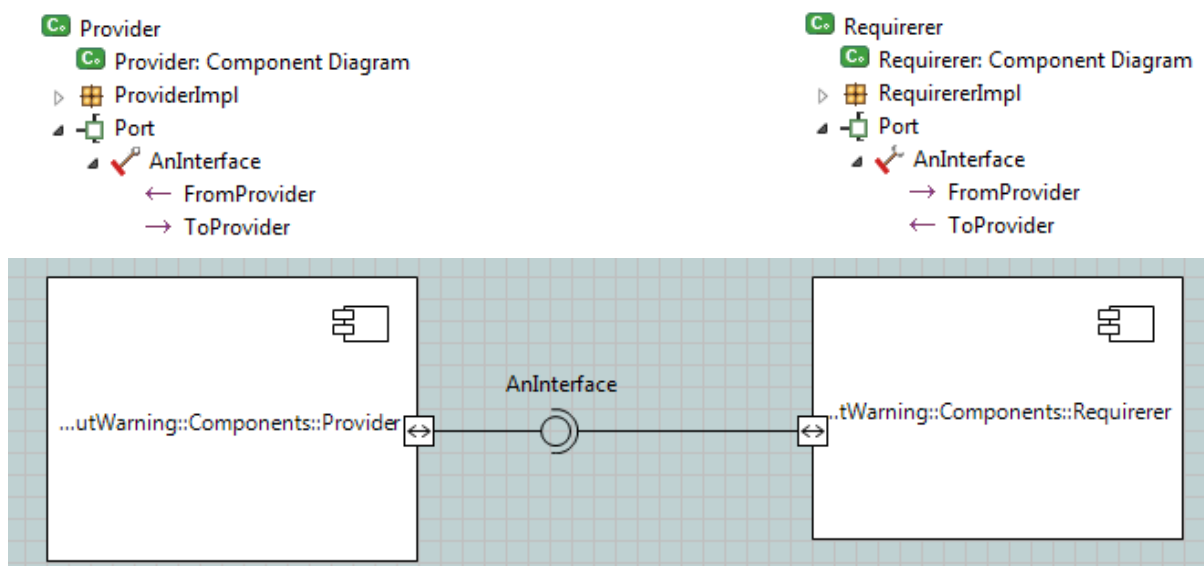 Provider
Provider: Component Diagram
ProviderImpl
Port
AnInterface
FromProvider
ToProvider
Requirerer
Requirerer: Component Diagram
RequirererImpl
Port
AnInterface
FromProvider
ToProvider
AnInterface
...utWarning::Components::Provider
...tWarning::Components::Requirerer